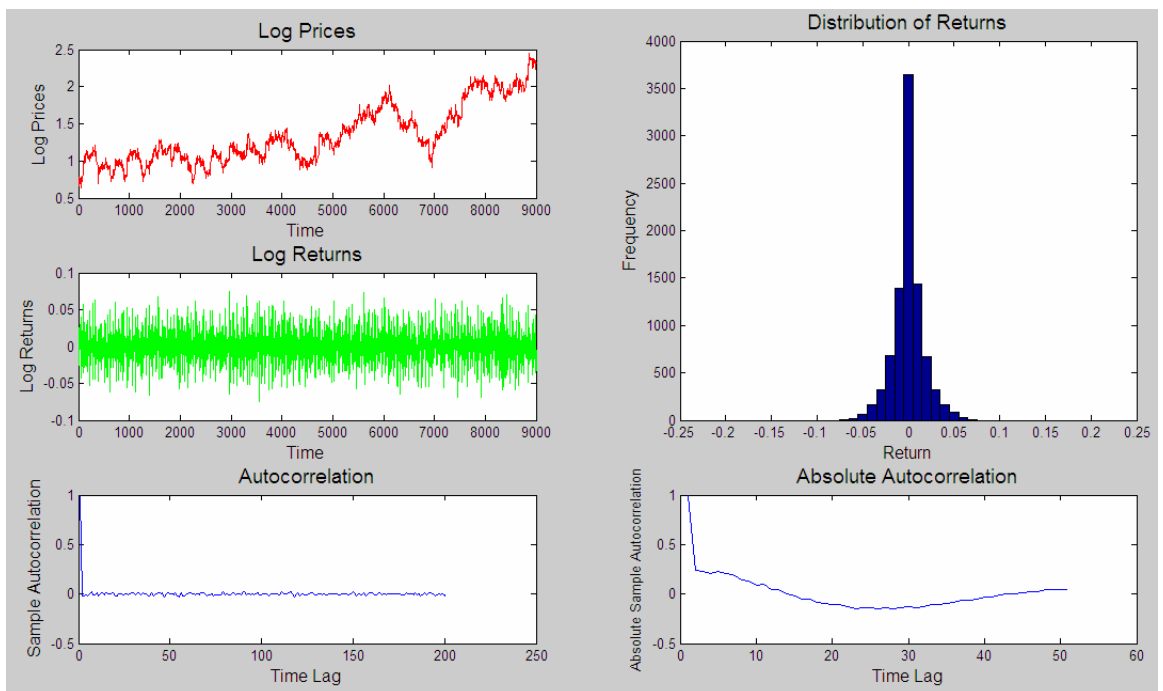 Log Prices
Log Prices
2.5
2
1.5
1
0.5
0 1000 2000 3000 4000 5000 6000 7000 8000 9000
Time
Log Returns
Log Returns
0.1
0.05
0
-0.05
-0.1
0 1000 2000 3000 4000 5000 6000 7000 8000 9000
Time
Autocorrelation
Sample Autocorrelation
1
0.5
0
-0.5
0 50 100 150 200 250
Time Lag
Distribution of Returns
Frequency
4000
3500
3000
2500
2000
1500
1000
500
0
-0.25 -0.2 -0.15 -0.1 -0.05 0 0.05 0.1 0.15 0.2 0.25
Return
Absolute Autocorrelation
Absolute Sample Autocorrelation
1
0.5
0
-0.5
0 10 20 30 40 50 60
Time Lag